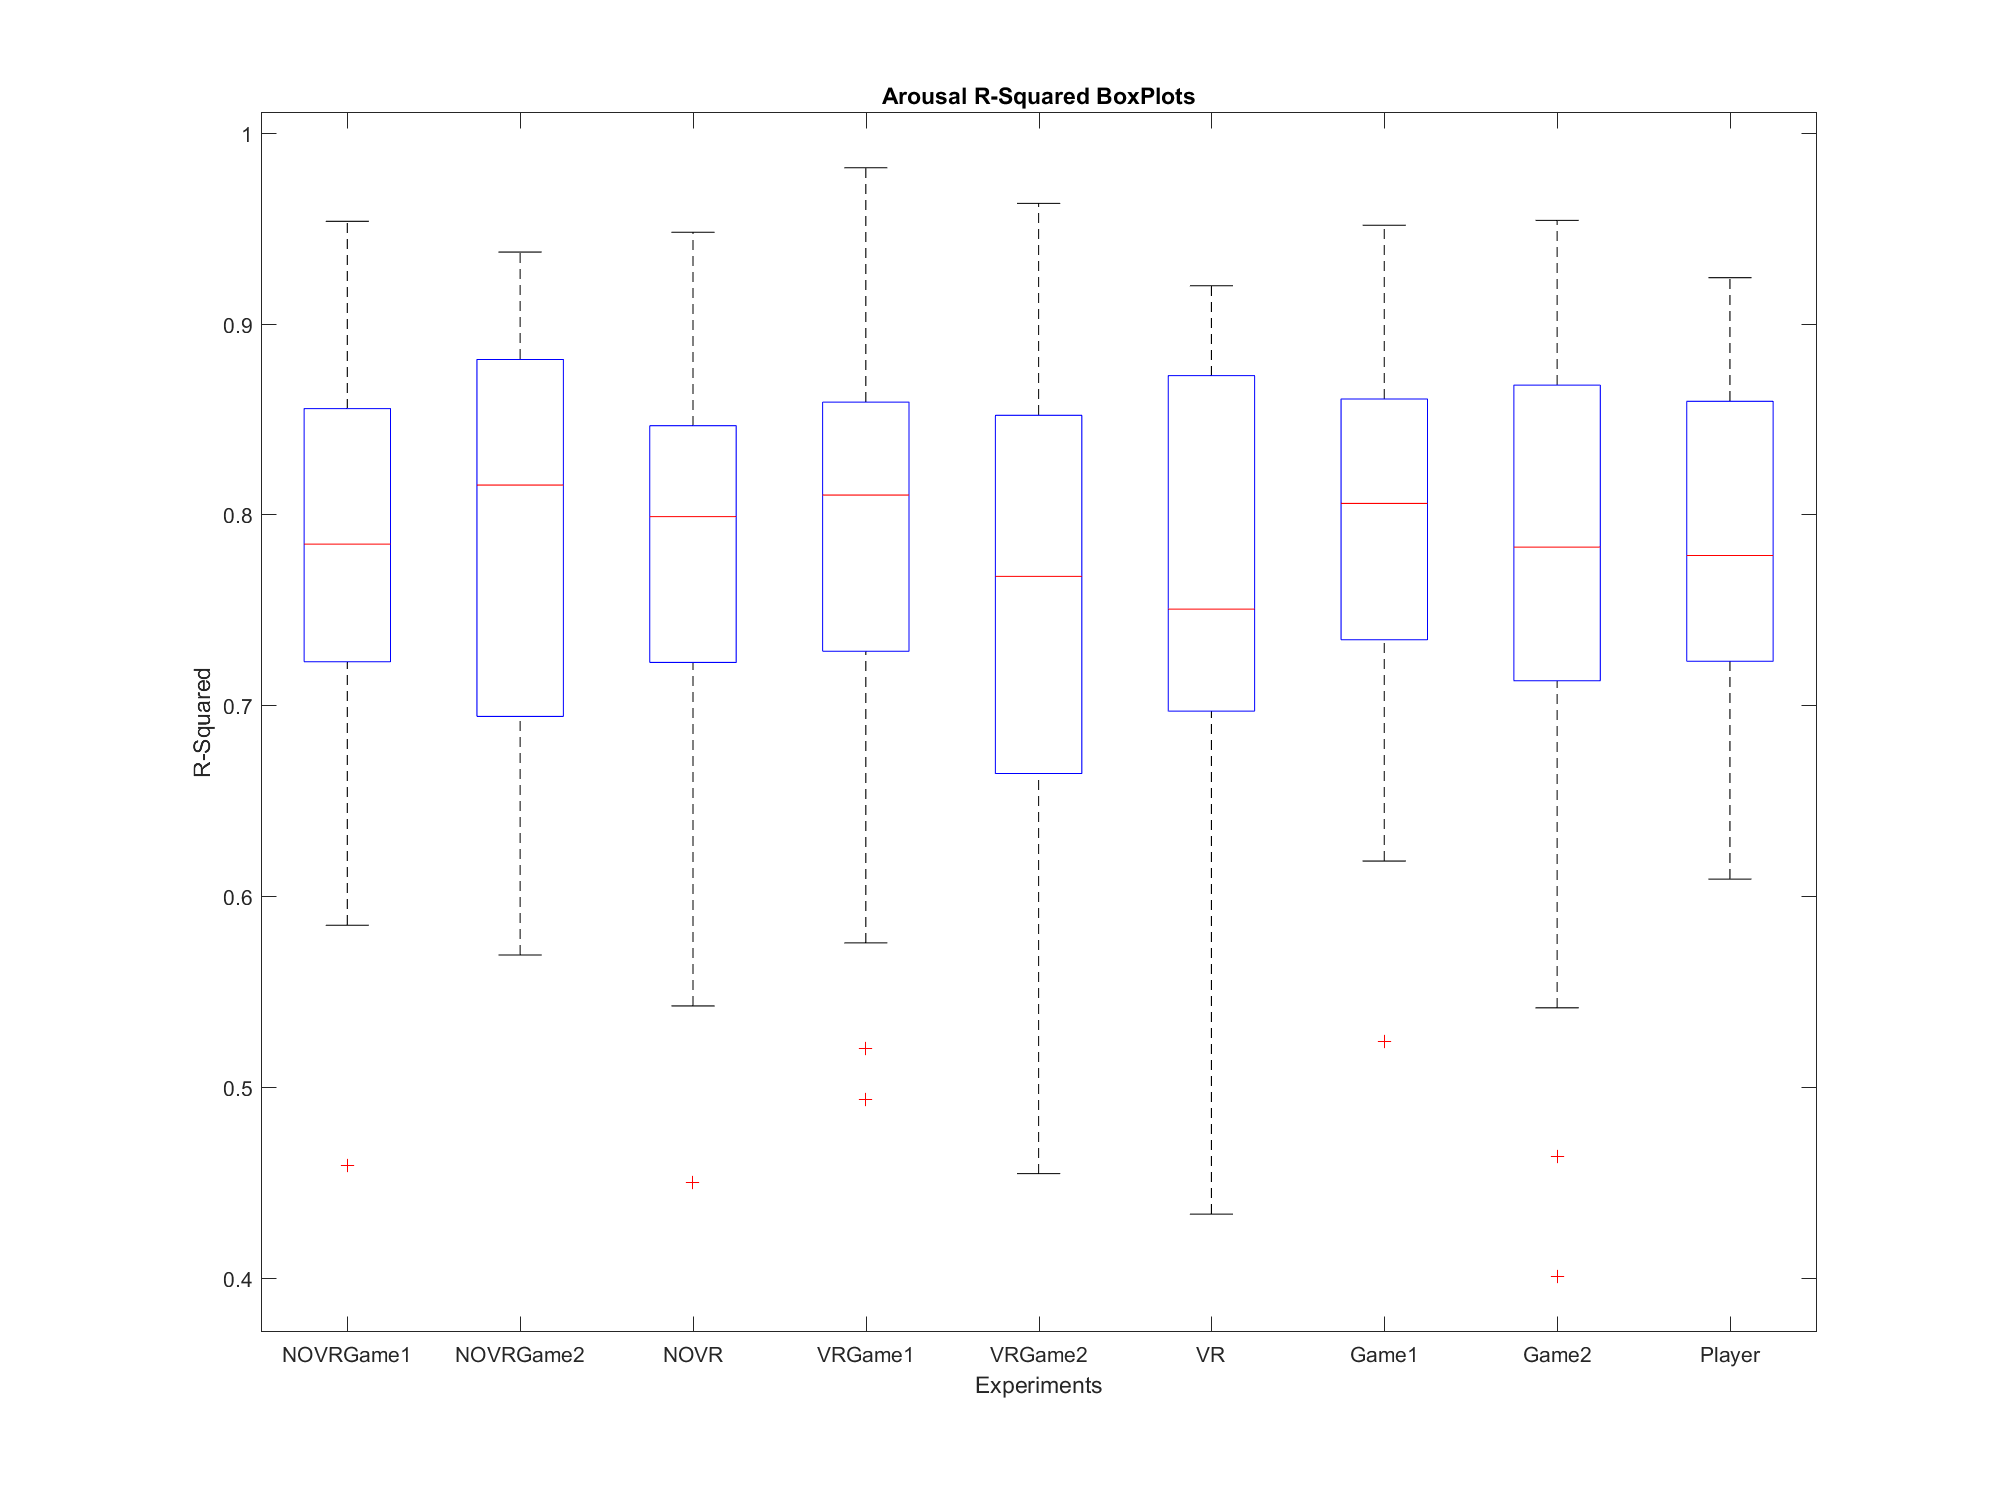 Arousal R-Squared BoxPlots
1
0.9
0.8
0.7
0.6
0.5
0.4
R-Squared
NOVRGame1 NOVRGame2 NOVR VRGame1 VRGame2 VR Game1 Game2 Player
Experiments